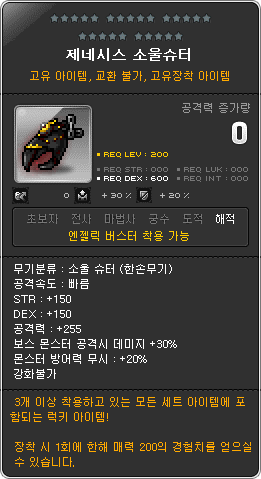 제네시스 소울슈터
고유 아이템, 교환 불가, 고유장착 아이템
공격력 증가량
0
REQ LEV : 200
REQ STR : 000 REQ LUK : 000
REQ DEX : 600 REQ INT : 000
0 +30% +20%
초보자 전사 마법사 궁수 도적 해적
엔젤릭 버스터 착용 가능
무기분류 : 소울 슈터 (한손무기)
공격속도 : 빠름
STR : +150
DEX : +150
공격력 : +255
보스 몬스터 공격시 데미지 +30%
몬스터 방어력 무시 : +20%
강화불가
3개 이상 착용하고 있는 모든 세트 아이템에 포
함되는 럭키 아이템!
장착 시 1회에 한해 매력 200의 경험치를 얻으실
수 있습니다.